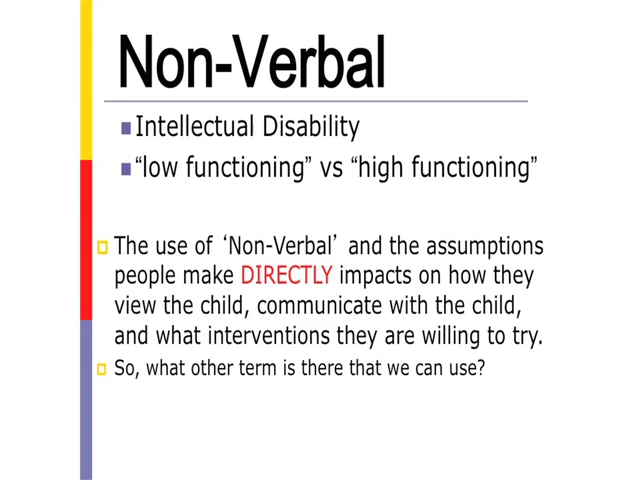 Non-Verbal
Intellectual Disability
“low functioning” vs “high functioning”
The use of ‘Non-Verbal’ and the assumptions
people make DIRECTLY impacts on how they
view the child, communicate with the child,
and what interventions they are willing to try.
So, what other term is there that we can use?